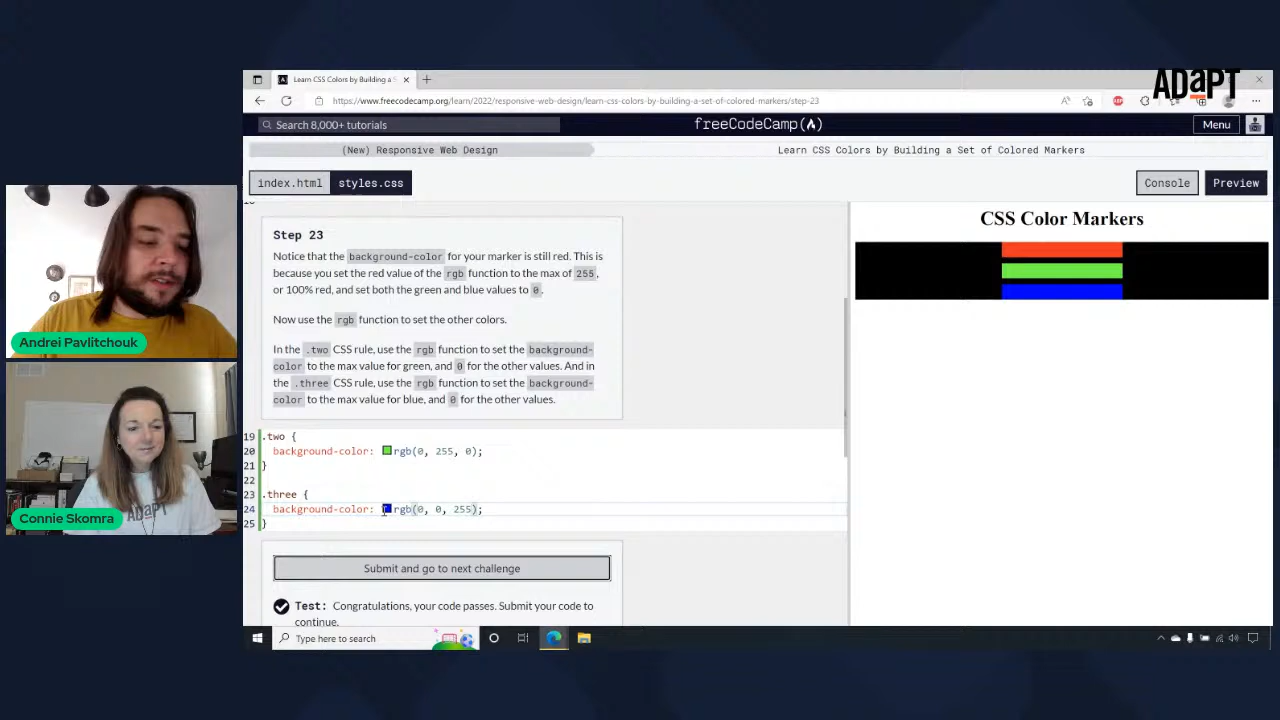 ADAPT
Learn CSS Colors by Building a S
https://www.freecodecamp.org/learn/2022/responsive-web-design/learn-css-colors-by-building-a-set-of-colored-markers/step-23
Search 8,000+ tutorials
freeCodeCamp(🔥)
Menu
(New) Responsive Web Design
Learn CSS Colors by Building a Set of Colored Markers
index.html
styles.css
Console
Preview
Step 23
Notice that the background-color for your marker is still red. This is
because you set the red value of the rgb function to the max of 255,
or 100% red, and set both the green and blue values to 0.
Now use the rgb function to set the other colors.
In the .two CSS rule, use the rgb function to set the background-
color to the max value for green, and 0 for the other values. And in
the .three CSS rule, use the rgb function to set the background-
color to the max value for blue, and 0 for the other values.
19 .two {
20 background-color: rgb(0, 255, 0);
21 }
22
23 .three {
24 background-color: rgb(0, 0, 255);
25 }
Submit and go to next challenge
Test: Congratulations, your code passes. Submit your code to
continue.
CSS Color Markers
Andrei Pavlitchouk
ADAPT
Connie Skomra
Type here to search